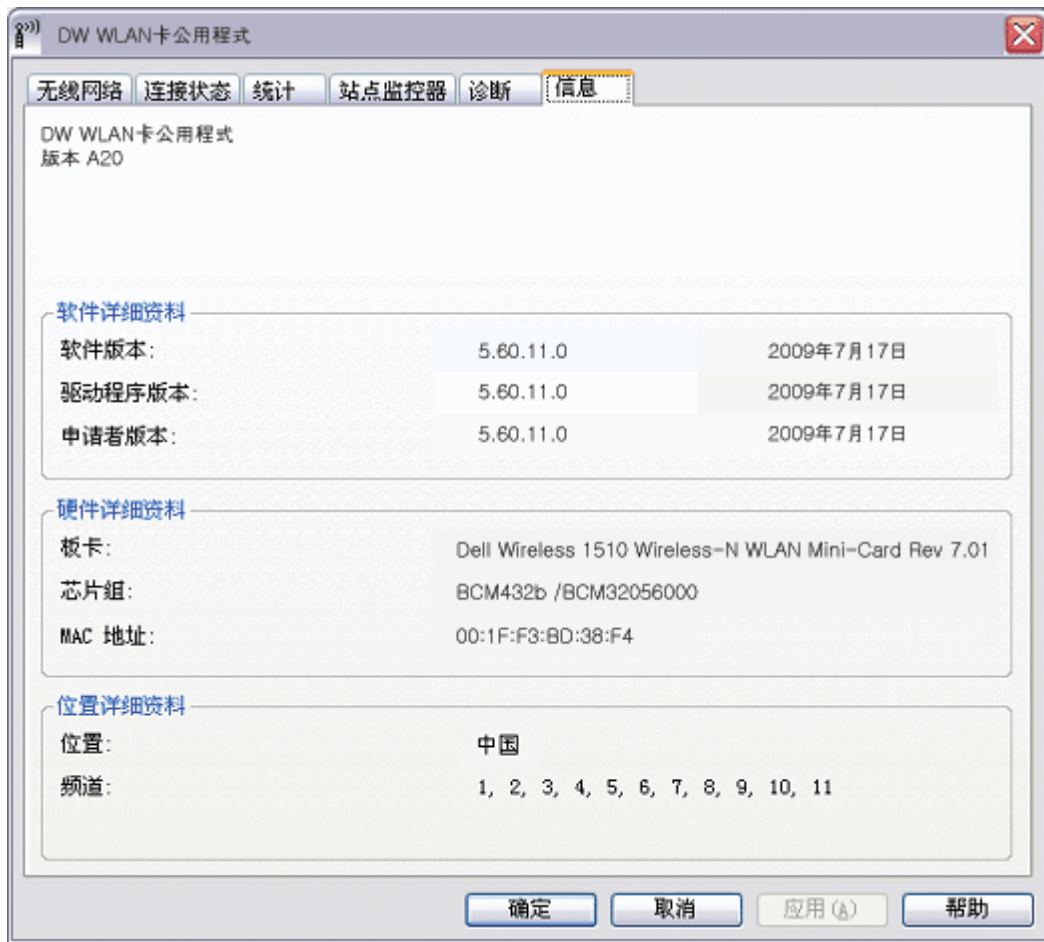 DW WLAN卡公用程式
无线网络 连接状态 统计 站点监控器 诊断 信息
DW WLAN卡公用程式
版本 A20
软件详细资料
软件版本: 5.60.11.0 2009年7月17日
驱动程序版本: 5.60.11.0 2009年7月17日
申请者版本: 5.60.11.0 2009年7月17日
硬件详细资料
板卡: Dell Wireless 1510 Wireless-N WLAN Mini-Card Rev 7.01
芯片组: BCM432b /BCM32056000
MAC 地址: 00:1F:F3:BD:38:F4
位置详细资料
位置: 中国
频道: 1, 2, 3, 4, 5, 6, 7, 8, 9, 10, 11
确定 取消 应用(A) 帮助